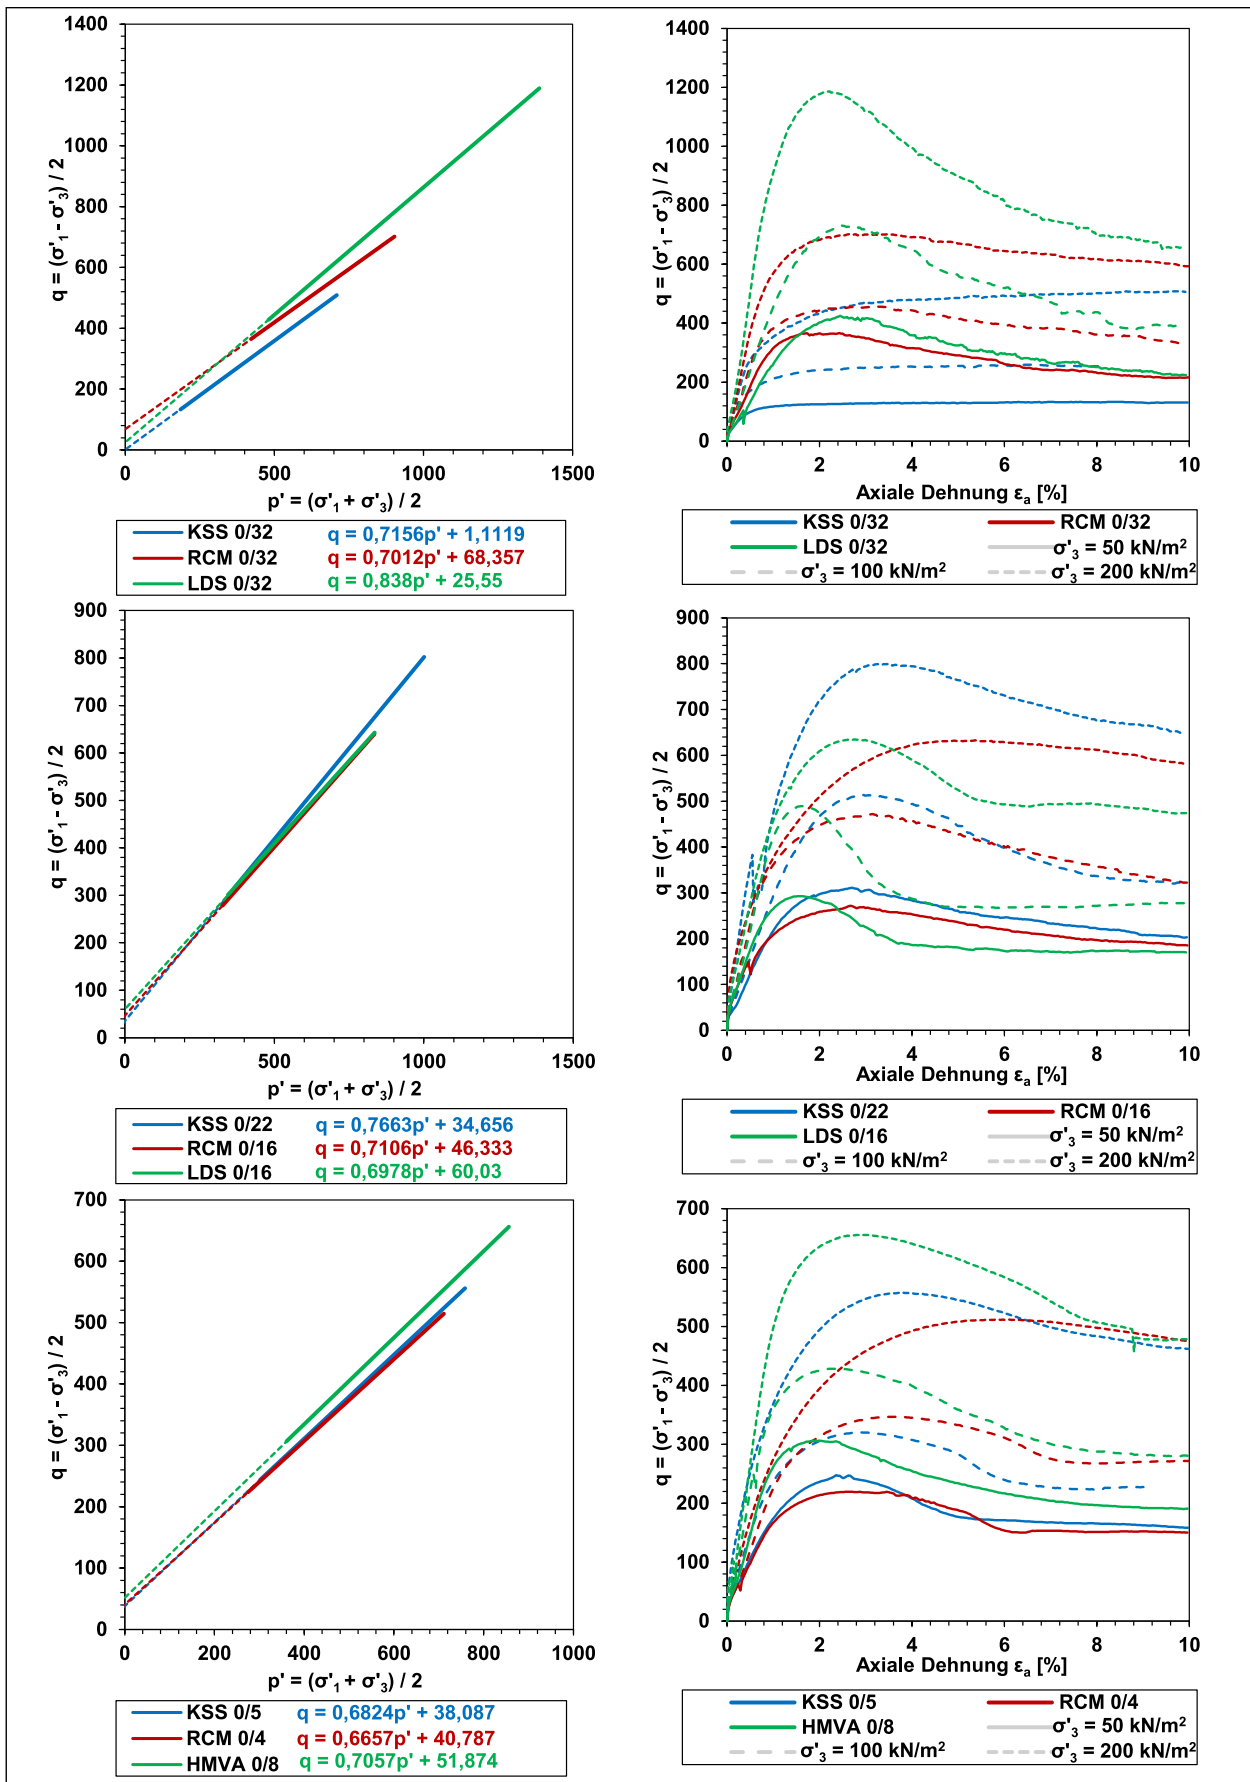 1400
1200
1000
800
600
400
200
0
q = (σ'1 - σ'3) / 2
0 500 1000 1500
p' = (σ'1 + σ'3) / 2
KSS 0/32 q = 0,7156p' + 1,1119
RCM 0/32 q = 0,7012p' + 68,357
LDS 0/32 q = 0,838p' + 25,55
1400
1200
1000
800
600
400
200
0
q = (σ'1 - σ'3) / 2
0 2 4 6 8 10
Axiale Dehnung εa [%]
KSS 0/32 RCM 0/32
LDS 0/32 σ'3 = 50 kN/m²
σ'3 = 100 kN/m² σ'3 = 200 kN/m²
900
800
700
600
500
400
300
200
100
0
q = (σ'1 - σ'3) / 2
0 500 1000 1500
p' = (σ'1 + σ'3) / 2
KSS 0/22 q = 0,7663p' + 34,656
RCM 0/16 q = 0,7106p' + 46,333
LDS 0/16 q = 0,6978p' + 60,03
900
800
700
600
500
400
300
200
100
0
q = (σ'1 - σ'3) / 2
0 2 4 6 8 10
Axiale Dehnung εa [%]
KSS 0/22 RCM 0/16
LDS 0/16 σ'3 = 50 kN/m²
σ'3 = 100 kN/m² σ'3 = 200 kN/m²
700
600
500
400
300
200
100
0
q = (σ'1 - σ'3) / 2
0 200 400 600 800 1000
p' = (σ'1 + σ'3) / 2
KSS 0/5 q = 0,6824p' + 38,087
RCM 0/4 q = 0,6657p' + 40,787
HMVA 0/8 q = 0,7057p' + 51,874
700
600
500
400
300
200
100
0
q = (σ'1 - σ'3) / 2
0 2 4 6 8 10
Axiale Dehnung εa [%]
KSS 0/5 RCM 0/4
HMVA 0/8 σ'3 = 50 kN/m²
σ'3 = 100 kN/m² σ'3 = 200 kN/m²